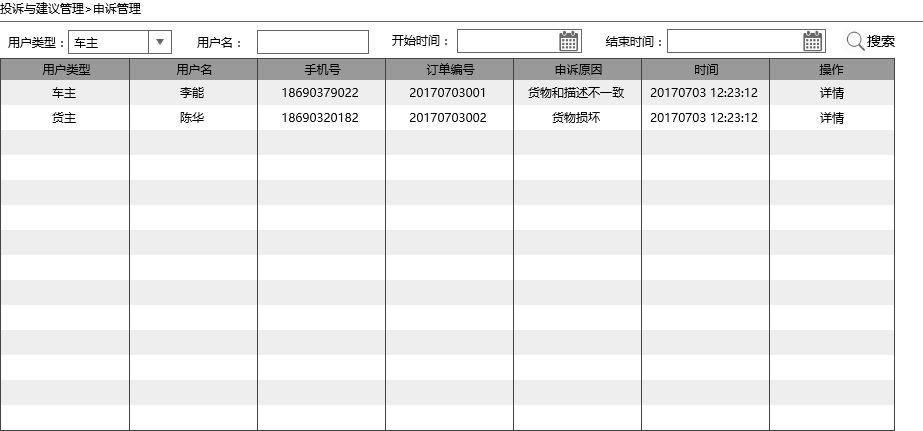 投诉与建议管理>申诉管理
用户类型： 车主 用户名： 开始时间： 结束时间： 搜索
用户类型 用户名 手机号 订单编号 申诉原因 时间 操作
车主 李能 18690379022 20170703001 货物和描述不一致 20170703 12:23:12 详情
货主 陈华 18690320182 20170703002 货物损坏 20170703 12:23:12 详情